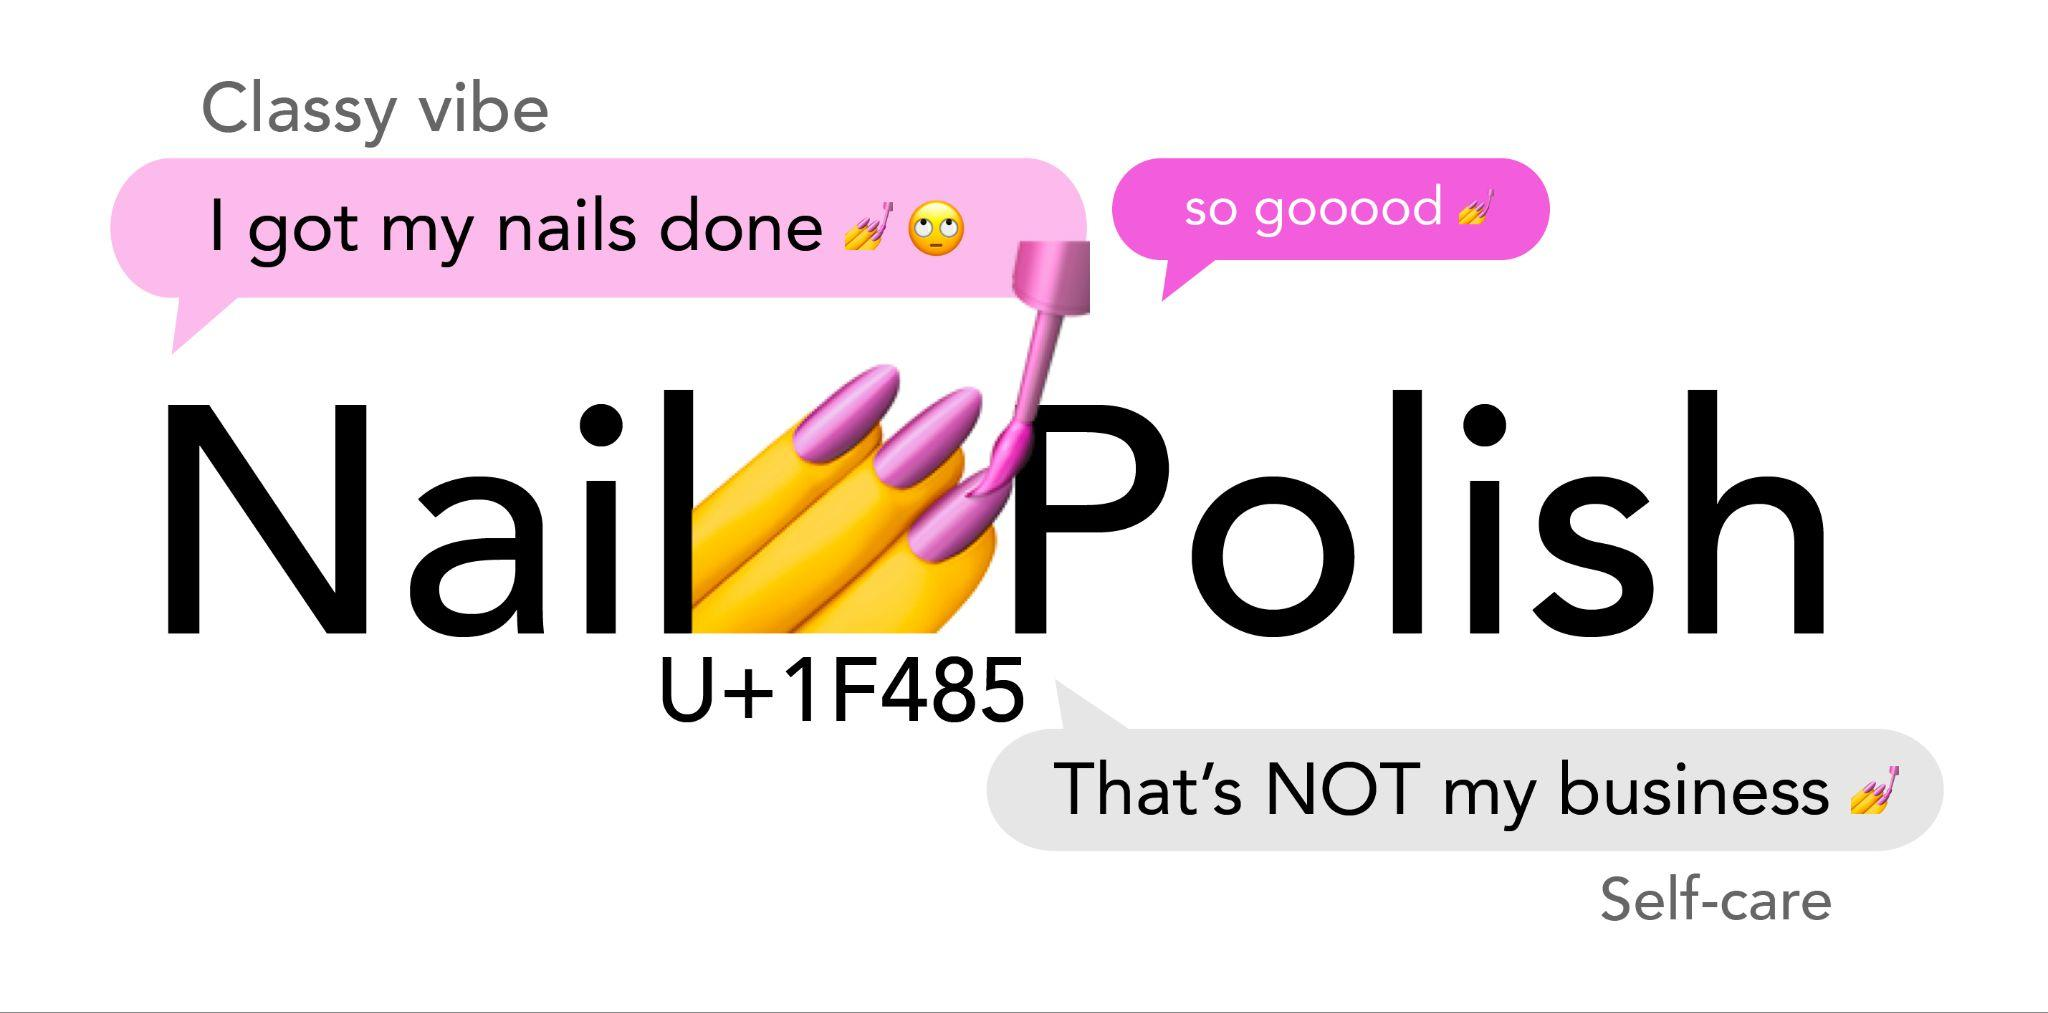 Classy vibe
I got my nails done 💅 🙄
so gooood 💅
Nail 💅 Polish
U+1F485
That’s NOT my business 💅
Self-care